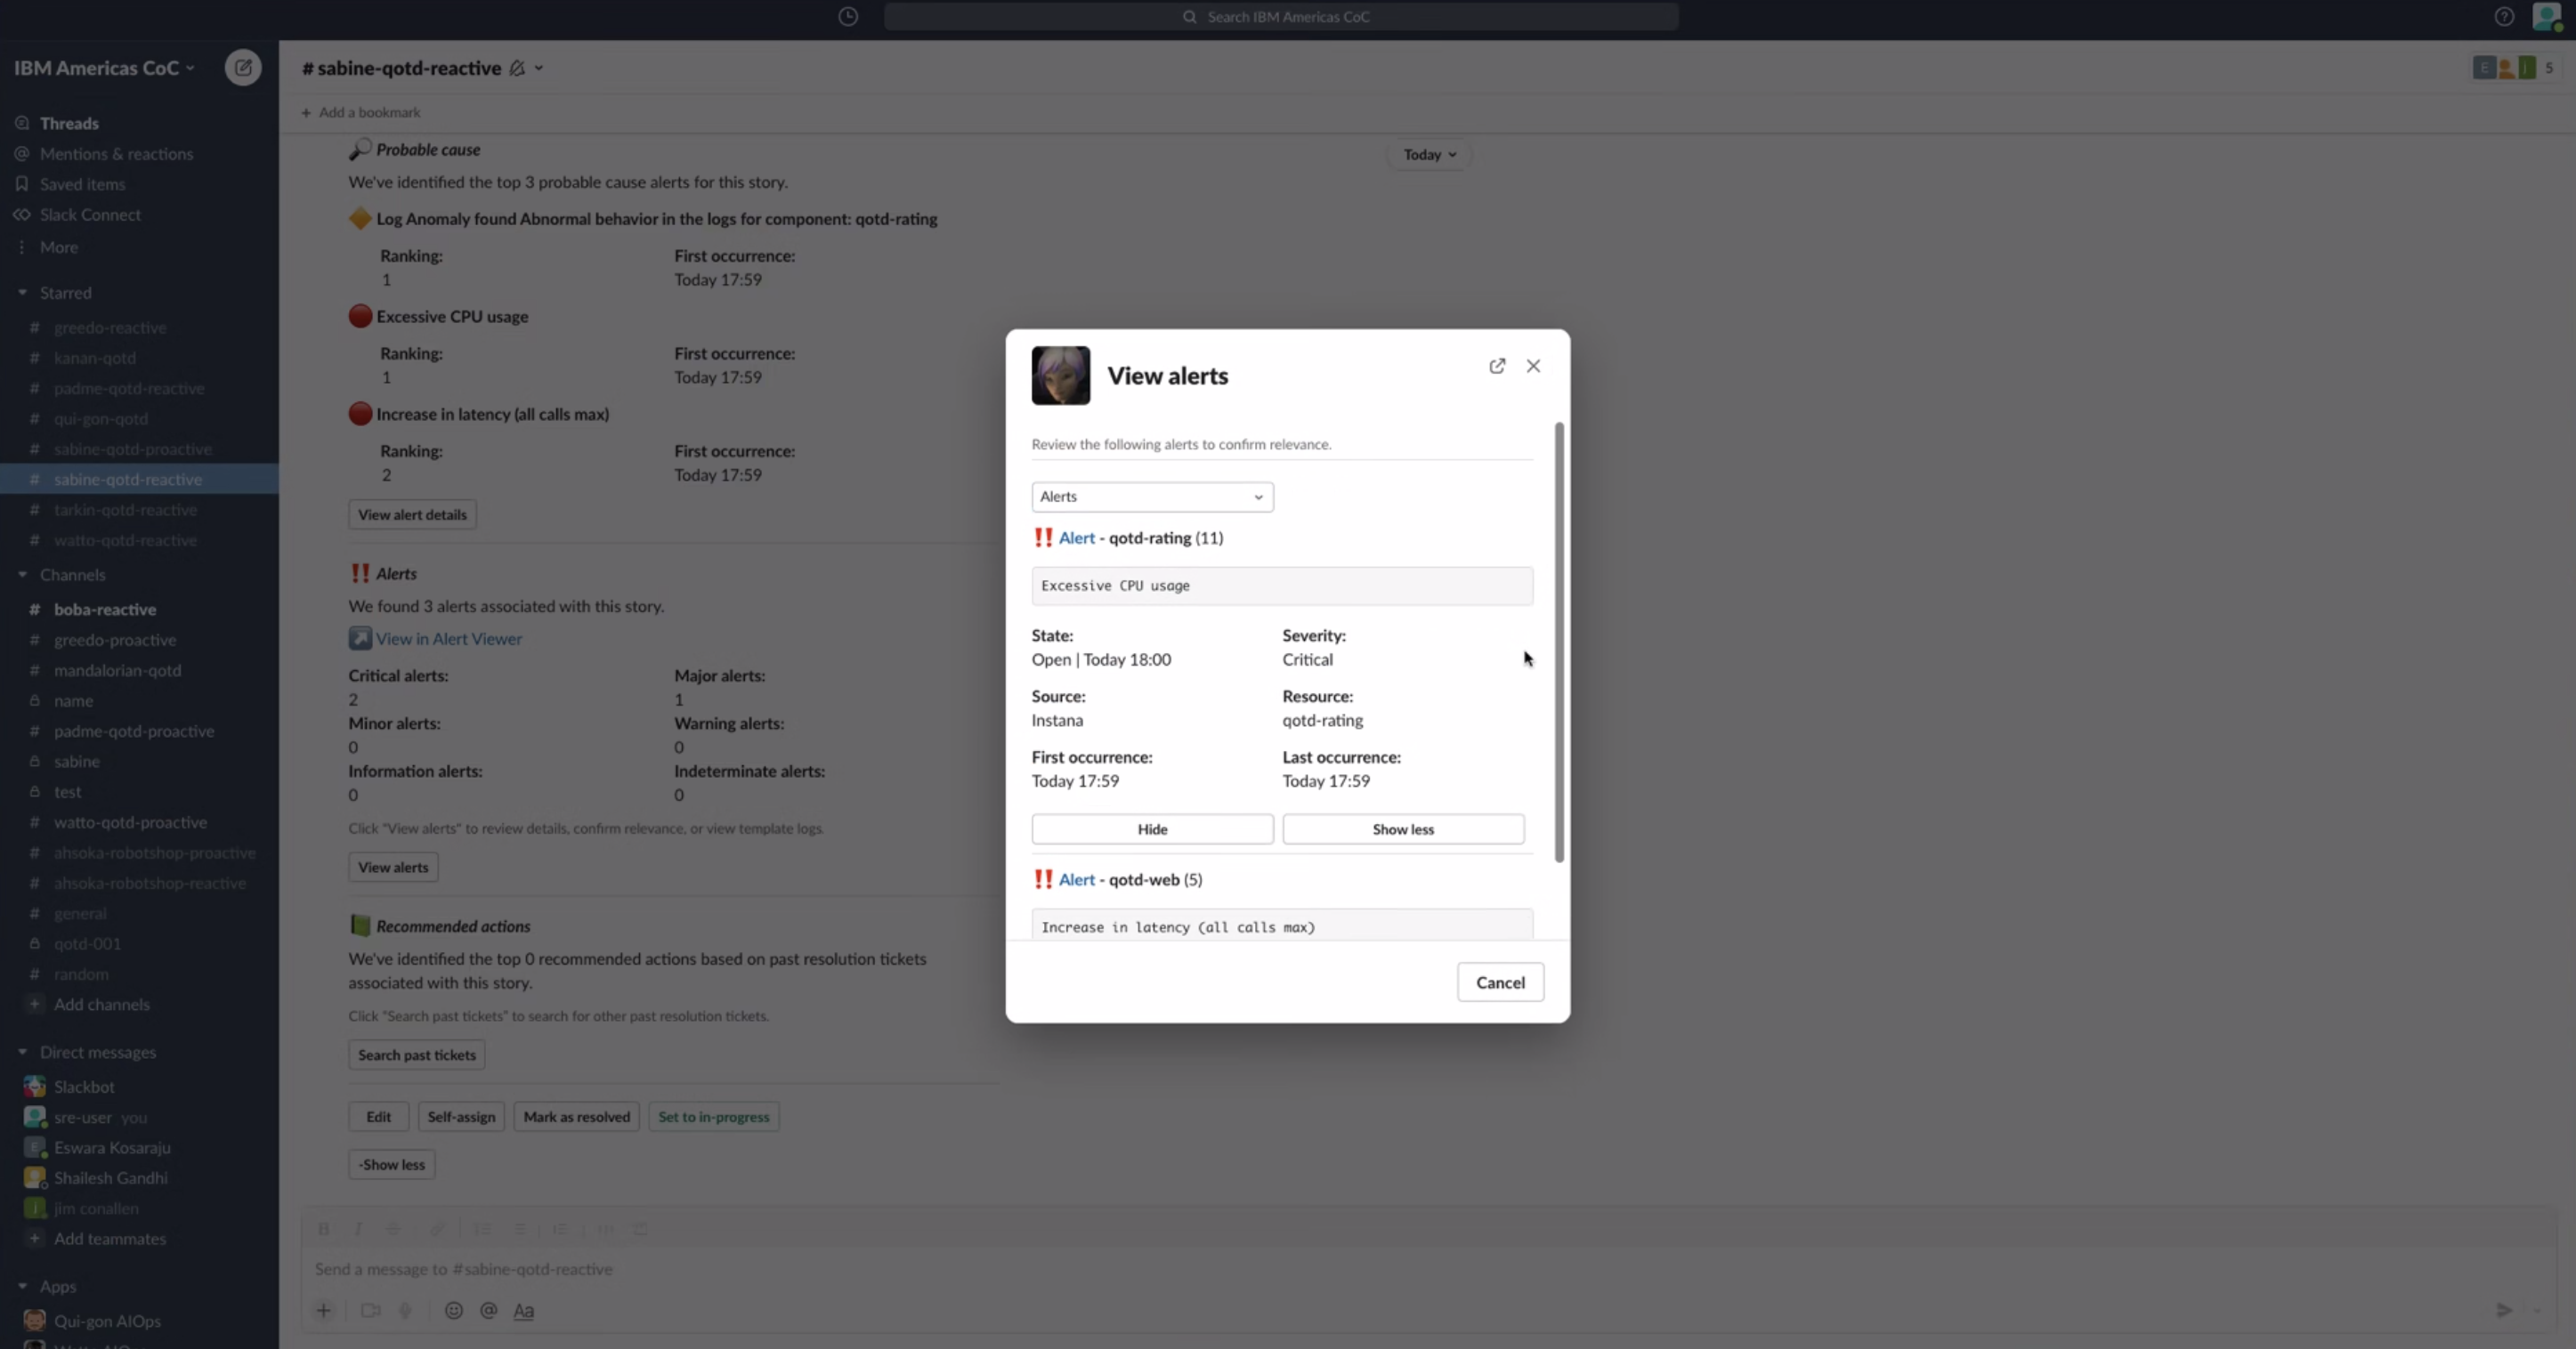 Search IBM Americas CoC
IBM Americas CoC
Threads
Mentions & reactions
Saved items
Slack Connect
More
Starred
# greedo-reactive
# kanan-qotd
# padme-qotd-reactive
# qui-gon-qotd
# sabine-qotd-proactive
# sabine-qotd-reactive
# tarkin-qotd-reactive
# watto-qotd-reactive
Channels
# boba-reactive
# greedo-proactive
# mandalorian-qotd
name
# padme-qotd-proactive
sabine
test
# watto-qotd-proactive
# ahsoka-robotshop-proactive
# ahsoka-robotshop-reactive
# general
qotd-001
# random
+ Add channels
Direct messages
Slackbot
sre-user you
E Eswara Kosaraju
Shailesh Gandhi
j jim conallen
+ Add teammates
Apps
Qui-gon AIOps
# sabine-qotd-reactive
E j 5
+ Add a bookmark
Today
Probable cause
We've identified the top 3 probable cause alerts for this story.
Log Anomaly found Abnormal behavior in the logs for component: qotd-rating
Ranking: First occurrence:
1 Today 17:59
Excessive CPU usage
Ranking: First occurrence:
1 Today 17:59
Increase in latency (all calls max)
Ranking: First occurrence:
2 Today 17:59
View alert details
!! Alerts
We found 3 alerts associated with this story.
View in Alert Viewer
Critical alerts: Major alerts:
2 1
Minor alerts: Warning alerts:
0 0
Information alerts: Indeterminate alerts:
0 0
Click "View alerts" to review details, confirm relevance, or view template logs.
View alerts
Recommended actions
We've identified the top 0 recommended actions based on past resolution tickets
associated with this story.
Click "Search past tickets" to search for other past resolution tickets.
Search past tickets
Edit Self-assign Mark as resolved Set to in-progress
-Show less
B I S
Send a message to #sabine-qotd-reactive
+ @ Aa
View alerts
Review the following alerts to confirm relevance.
Alerts
!! Alert - qotd-rating (11)
Excessive CPU usage
State: Severity:
Open | Today 18:00 Critical
Source: Resource:
Instana qotd-rating
First occurrence: Last occurrence:
Today 17:59 Today 17:59
Hide Show less
!! Alert - qotd-web (5)
Increase in latency (all calls max)
Cancel